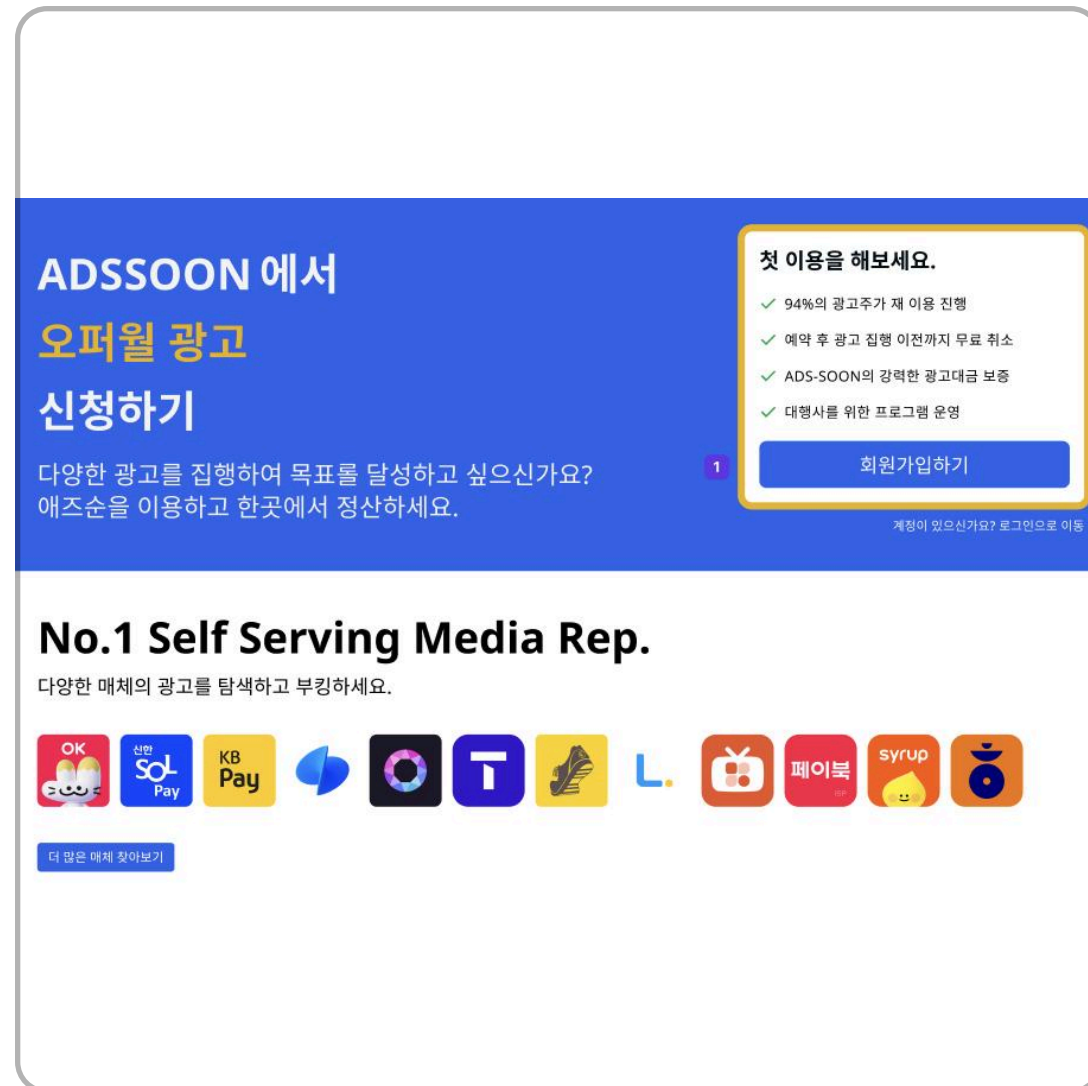 ADSSOON 에서
오퍼월 광고
신청하기
다양한 광고를 집행하여 목표롤 달성하고 싶으신가요?
애즈순을 이용하고 한곳에서 정산하세요.
첫 이용을 해보세요.
94%의 광고주가 재 이용 진행
예약 후 광고 집행 이전까지 무료 취소
ADS-SOON의 강력한 광고대금 보증
대행사를 위한 프로그램 운영
1
회원가입하기
계정이 있으신가요? 로그인으로 이동
No.1 Self Serving Media Rep.
다양한 매체의 광고를 탐색하고 부킹하세요.
OK
신한
SOL
Pay
KB
Pay
T
L.
페이북
ISP
syrup
더 많은 매체 찾아보기